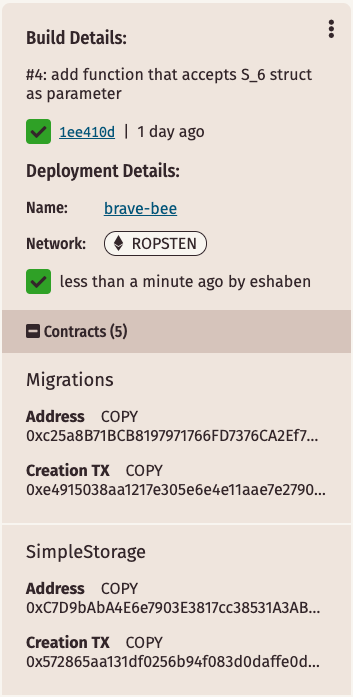 Build Details:
#4: add function that accepts S_6 struct
as parameter
1ee410d | 1 day ago
Deployment Details:
Name: brave-bee
Network: ROPSTEN
less than a minute ago by eshaben
Contracts (5)
Migrations
Address COPY
0xc25a8B71BCB8197971766FD7376CA2Ef7...
Creation TX COPY
0xe4915038aa1217e305e6e4e11aae7e2790...
SimpleStorage
Address COPY
0xC7D9bAbA4E6e7903E3817cc38531A3AB...
Creation TX COPY
0x572865aa131df0256b94f083d0daffe0d...